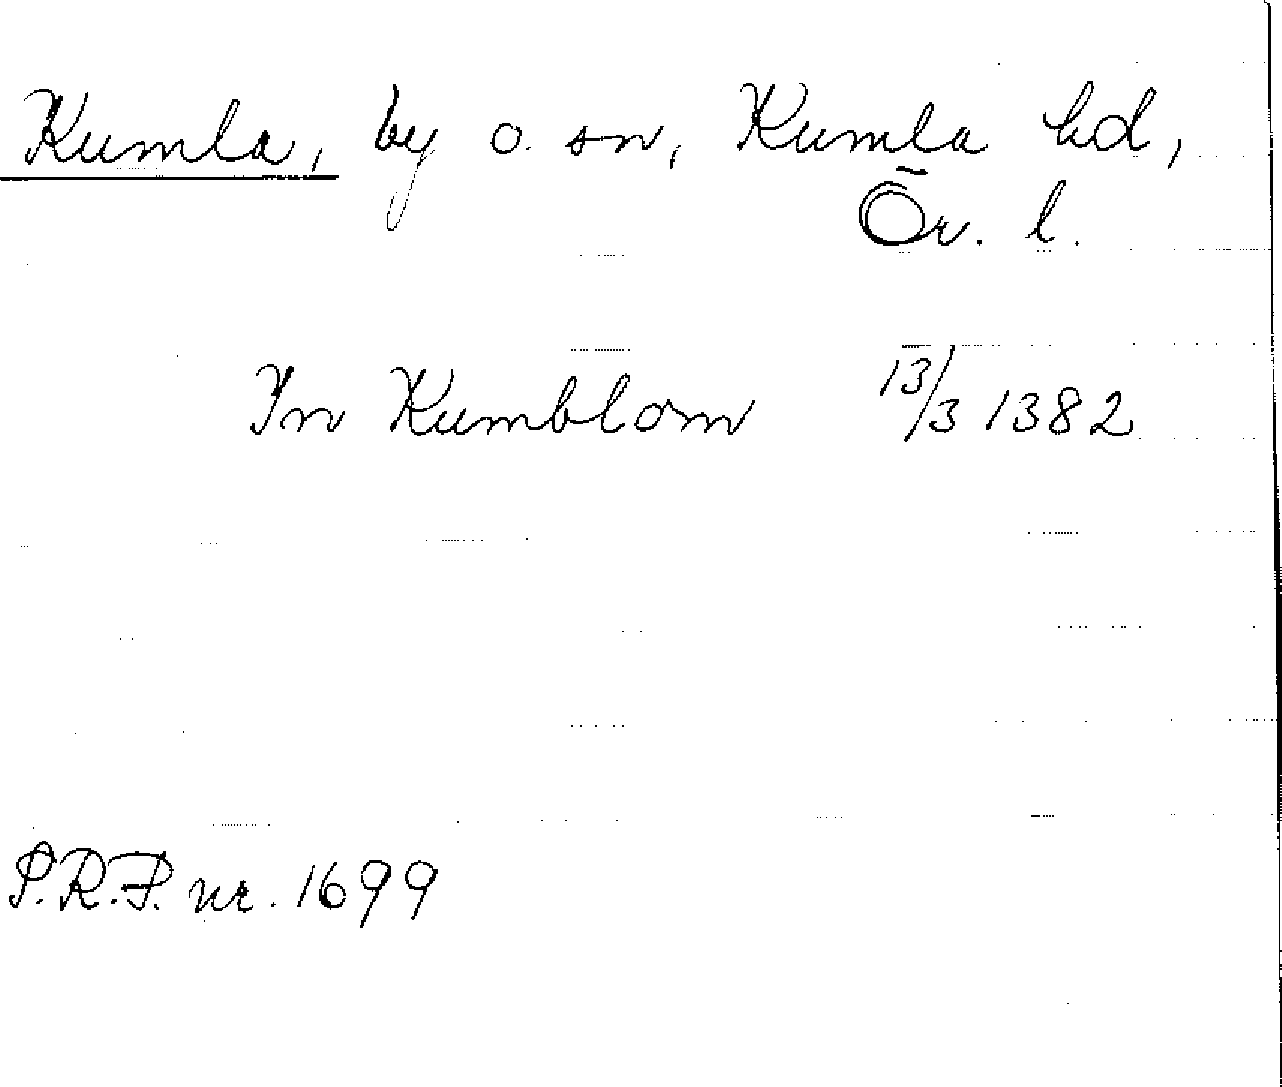 Kumla, by o. sn, Kumla hd,
Ör. l.
In Kumblom 13/3 1382
P.R.P. nr. 1699